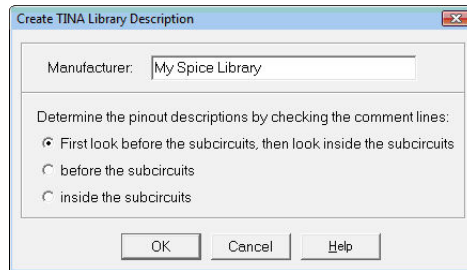 Create TINA Library Description
Manufacturer: My Spice Library
Determine the pinout descriptions by checking the comment lines:
First look before the subcircuits, then look inside the subcircuits
before the subcircuits
inside the subcircuits
OK Cancel Help